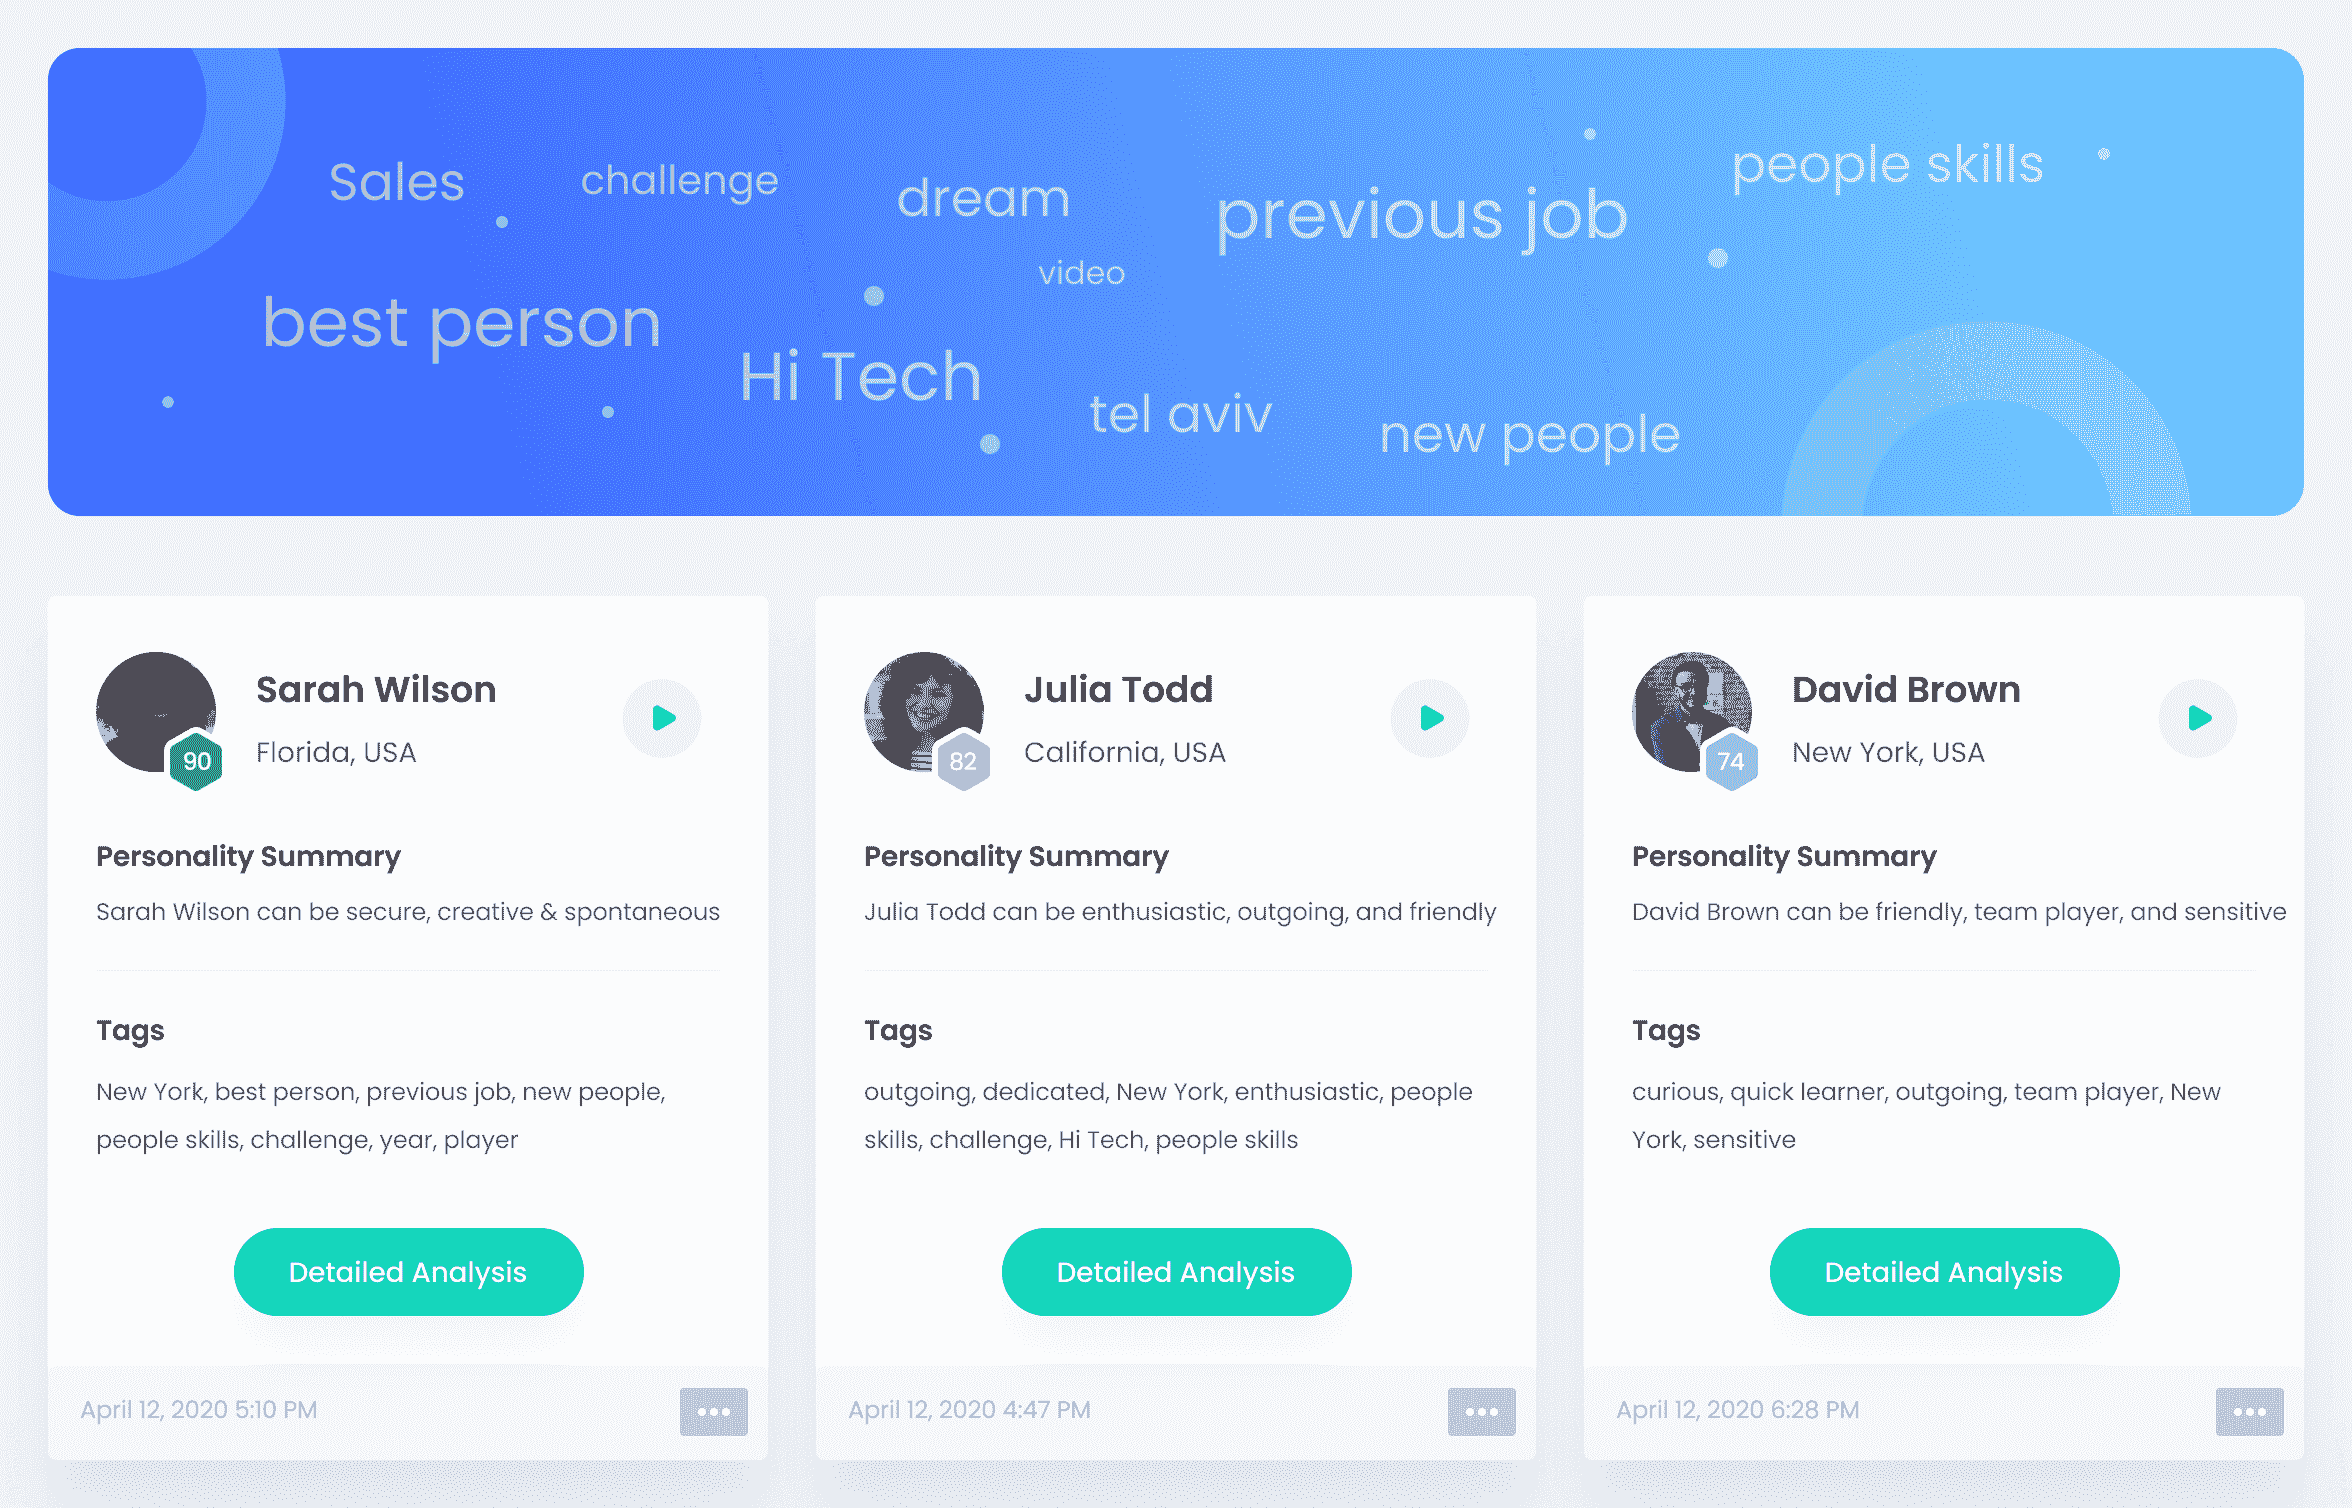 Sales
challenge
dream
previous job
people skills
video
best person
Hi Tech
tel aviv
new people
Sarah Wilson
Florida, USA
90
Personality Summary
Sarah Wilson can be secure, creative & spontaneous
Tags
New York, best person, previous job, new people,
people skills, challenge, year, player
Detailed Analysis
April 12, 2020 5:10 PM
Julia Todd
California, USA
82
Personality Summary
Julia Todd can be enthusiastic, outgoing, and friendly
Tags
outgoing, dedicated, New York, enthusiastic, people
skills, challenge, Hi Tech, people skills
Detailed Analysis
April 12, 2020 4:47 PM
David Brown
New York, USA
74
Personality Summary
David Brown can be friendly, team player, and sensitive
Tags
curious, quick learner, outgoing, team player, New
York, sensitive
Detailed Analysis
April 12, 2020 6:28 PM